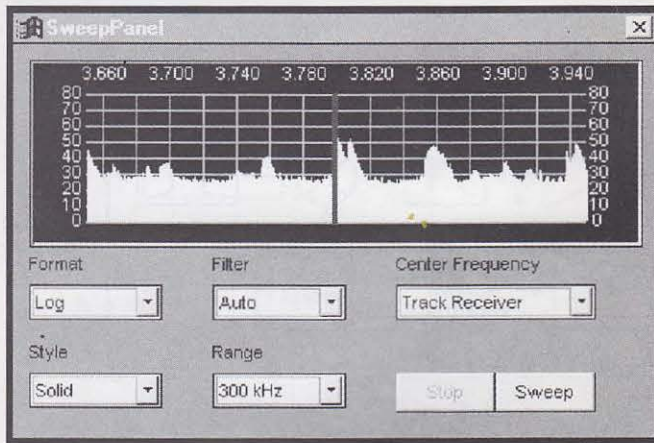 SweepPanel
3.660 3.700 3.740 3.780 3.820 3.860 3.900 3.940
80 80
70 70
60 60
50 50
40 40
30 30
20 20
10 10
0 0
Format Filter Center Frequency
Log Auto Track Receiver
Style Range
Solid 300 kHz Stop Sweep